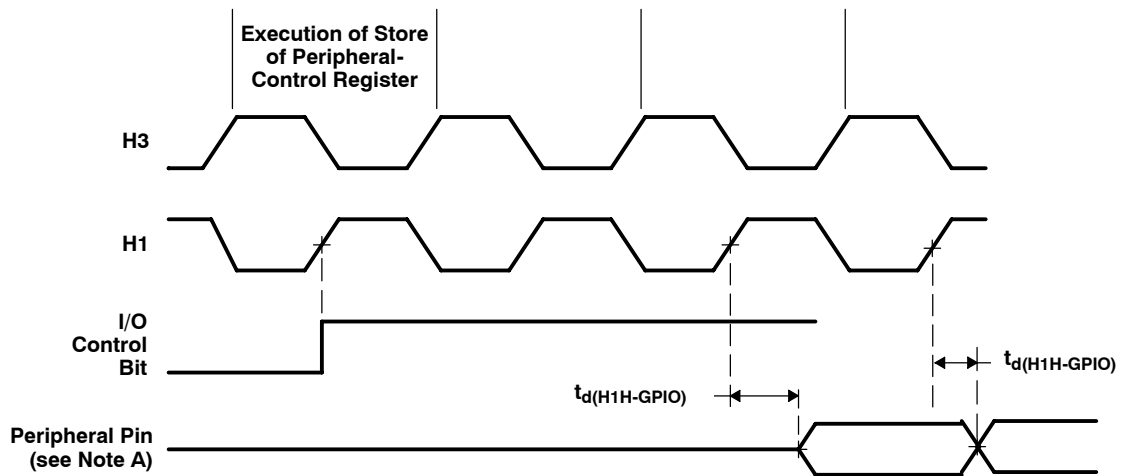 Execution of Store
of Peripheral-
Control Register
H3
H1
I/O
Control
Bit
td(H1H-GPIO)
td(H1H-GPIO)
Peripheral Pin
(see Note A)